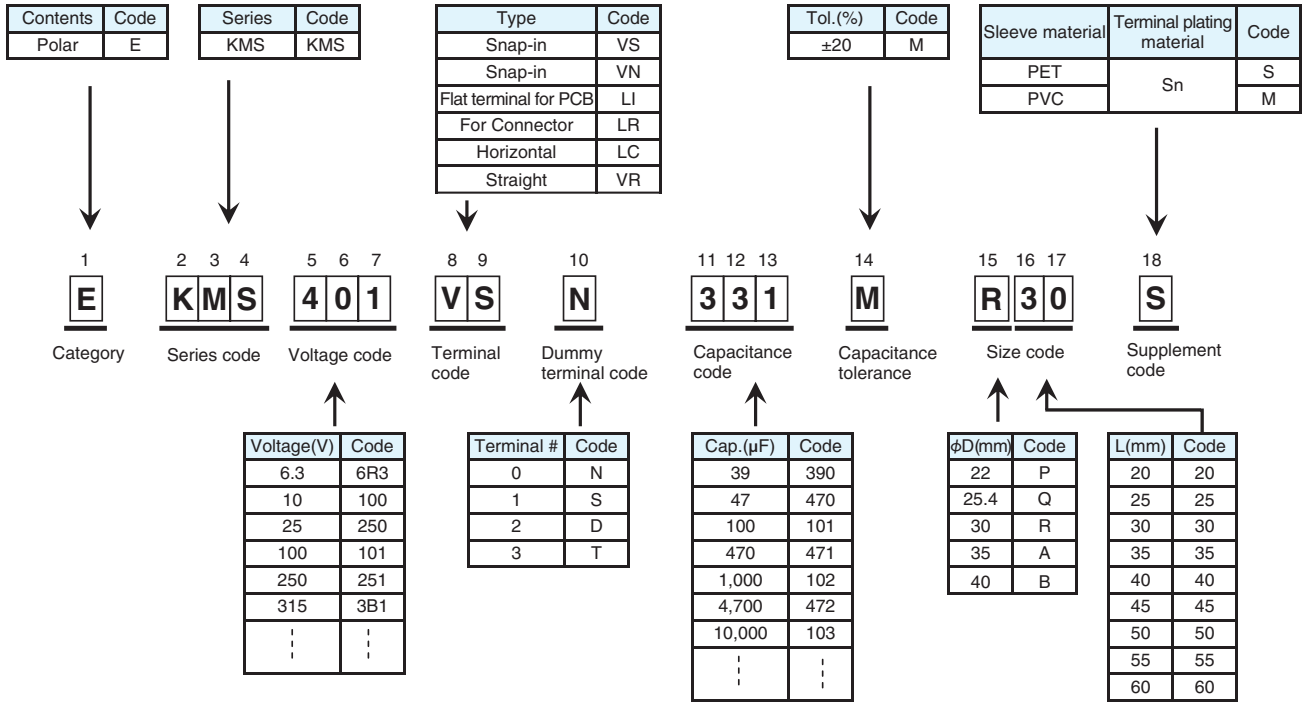 Contents Code
Polar E
Series Code
KMS KMS
Type Code
Snap-in VS
Snap-in VN
Flat terminal for PCB LI
For Connector LR
Horizontal LC
Straight VR
Tol.(%) Code
±20 M
Sleeve material Terminal plating material Code
PET Sn S
PVC M
1 2 3 4 5 6 7 8 9 10 11 12 13 14 15 16 17 18
E K M S 4 0 1 V S N 3 3 1 M R 3 0 S
Category
Series code
Voltage code
Terminal
code
Dummy
terminal code
Capacitance
code
Capacitance
tolerance
Size code
Supplement
code
Voltage(V) Code
6.3 6R3
10 100
25 250
100 101
250 251
315 3B1
Terminal # Code
0 N
1 S
2 D
3 T
Cap.(µF) Code
39 390
47 470
100 101
470 471
1,000 102
4,700 472
10,000 103
φD(mm) Code
22 P
25.4 Q
30 R
35 A
40 B
L(mm) Code
20 20
25 25
30 30
35 35
40 40
45 45
50 50
55 55
60 60